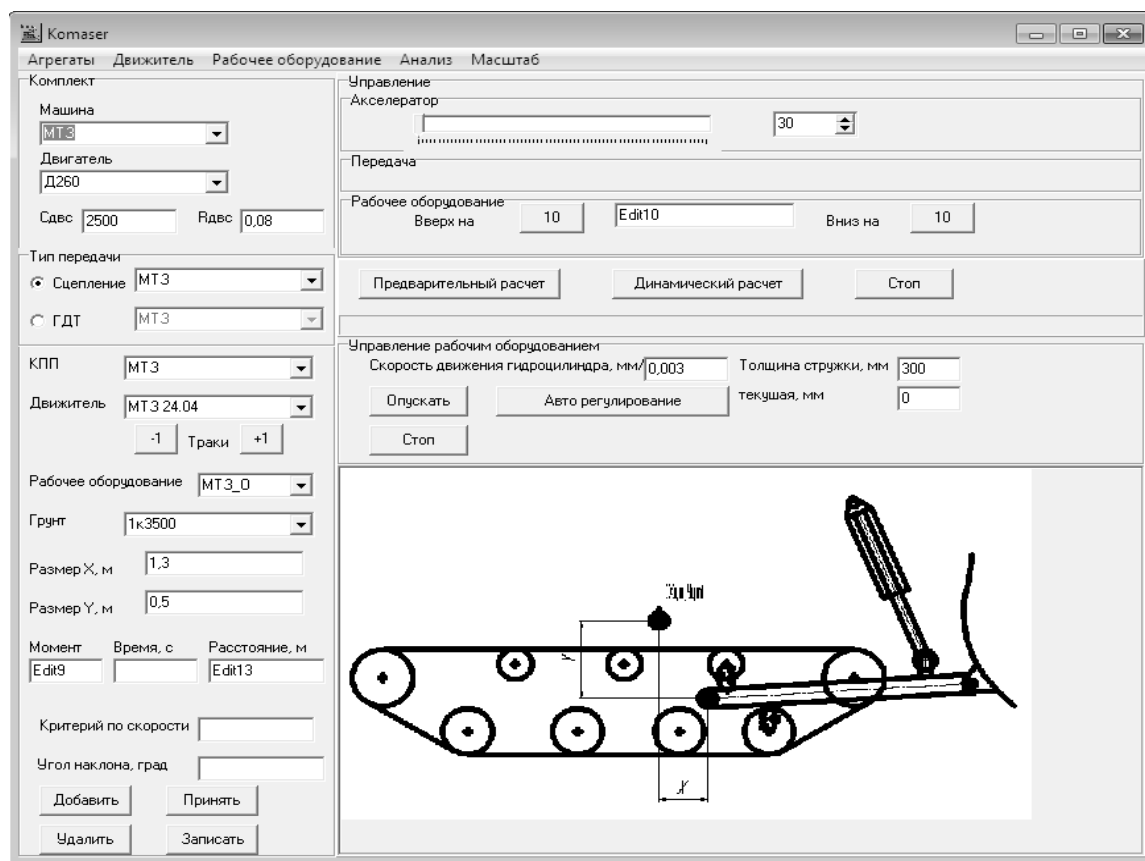 Komaser
Агрегаты Движитель Рабочее оборудование Анализ Масштаб
Комплект
Машина
МТЗ
Двигатель
Д260
Сдвс 2500 Rдвс 0,08
Тип передачи
Сцепление МТЗ
ГДТ МТЗ
КПП МТЗ
Движитель МТЗ 24.04
-1 Траки +1
Рабочее оборудование МТЗ_О
Грунт 1к3500
Размер X, м 1,3
Размер Y, м 0,5
Момент Время, с Расстояние, м
Edit9 Edit13
Критерий по скорости
Угол наклона, град
Добавить Принять
Удалить Записать
Управление
Акселератор
30
Передача
Рабочее оборудование
Вверх на 10 Edit10 Вниз на 10
Предварительный расчет Динамический расчет Стоп
Управление рабочим оборудованием
Скорость движения гидроцилиндра, мм/ 0,003 Толщина стружки, мм 300
Опускать Авто регулирование текушая, мм 0
Стоп
Y
X